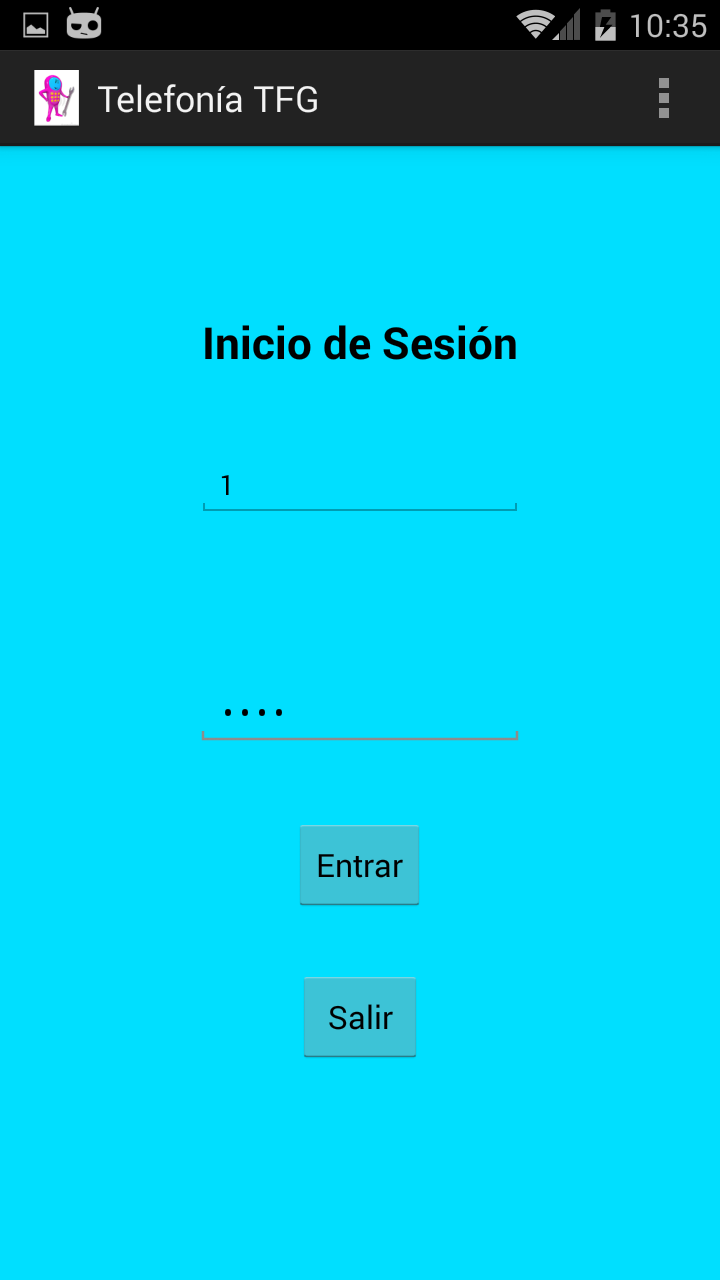 10:35
Telefonía TFG
Inicio de Sesión
1
....
Entrar
Salir